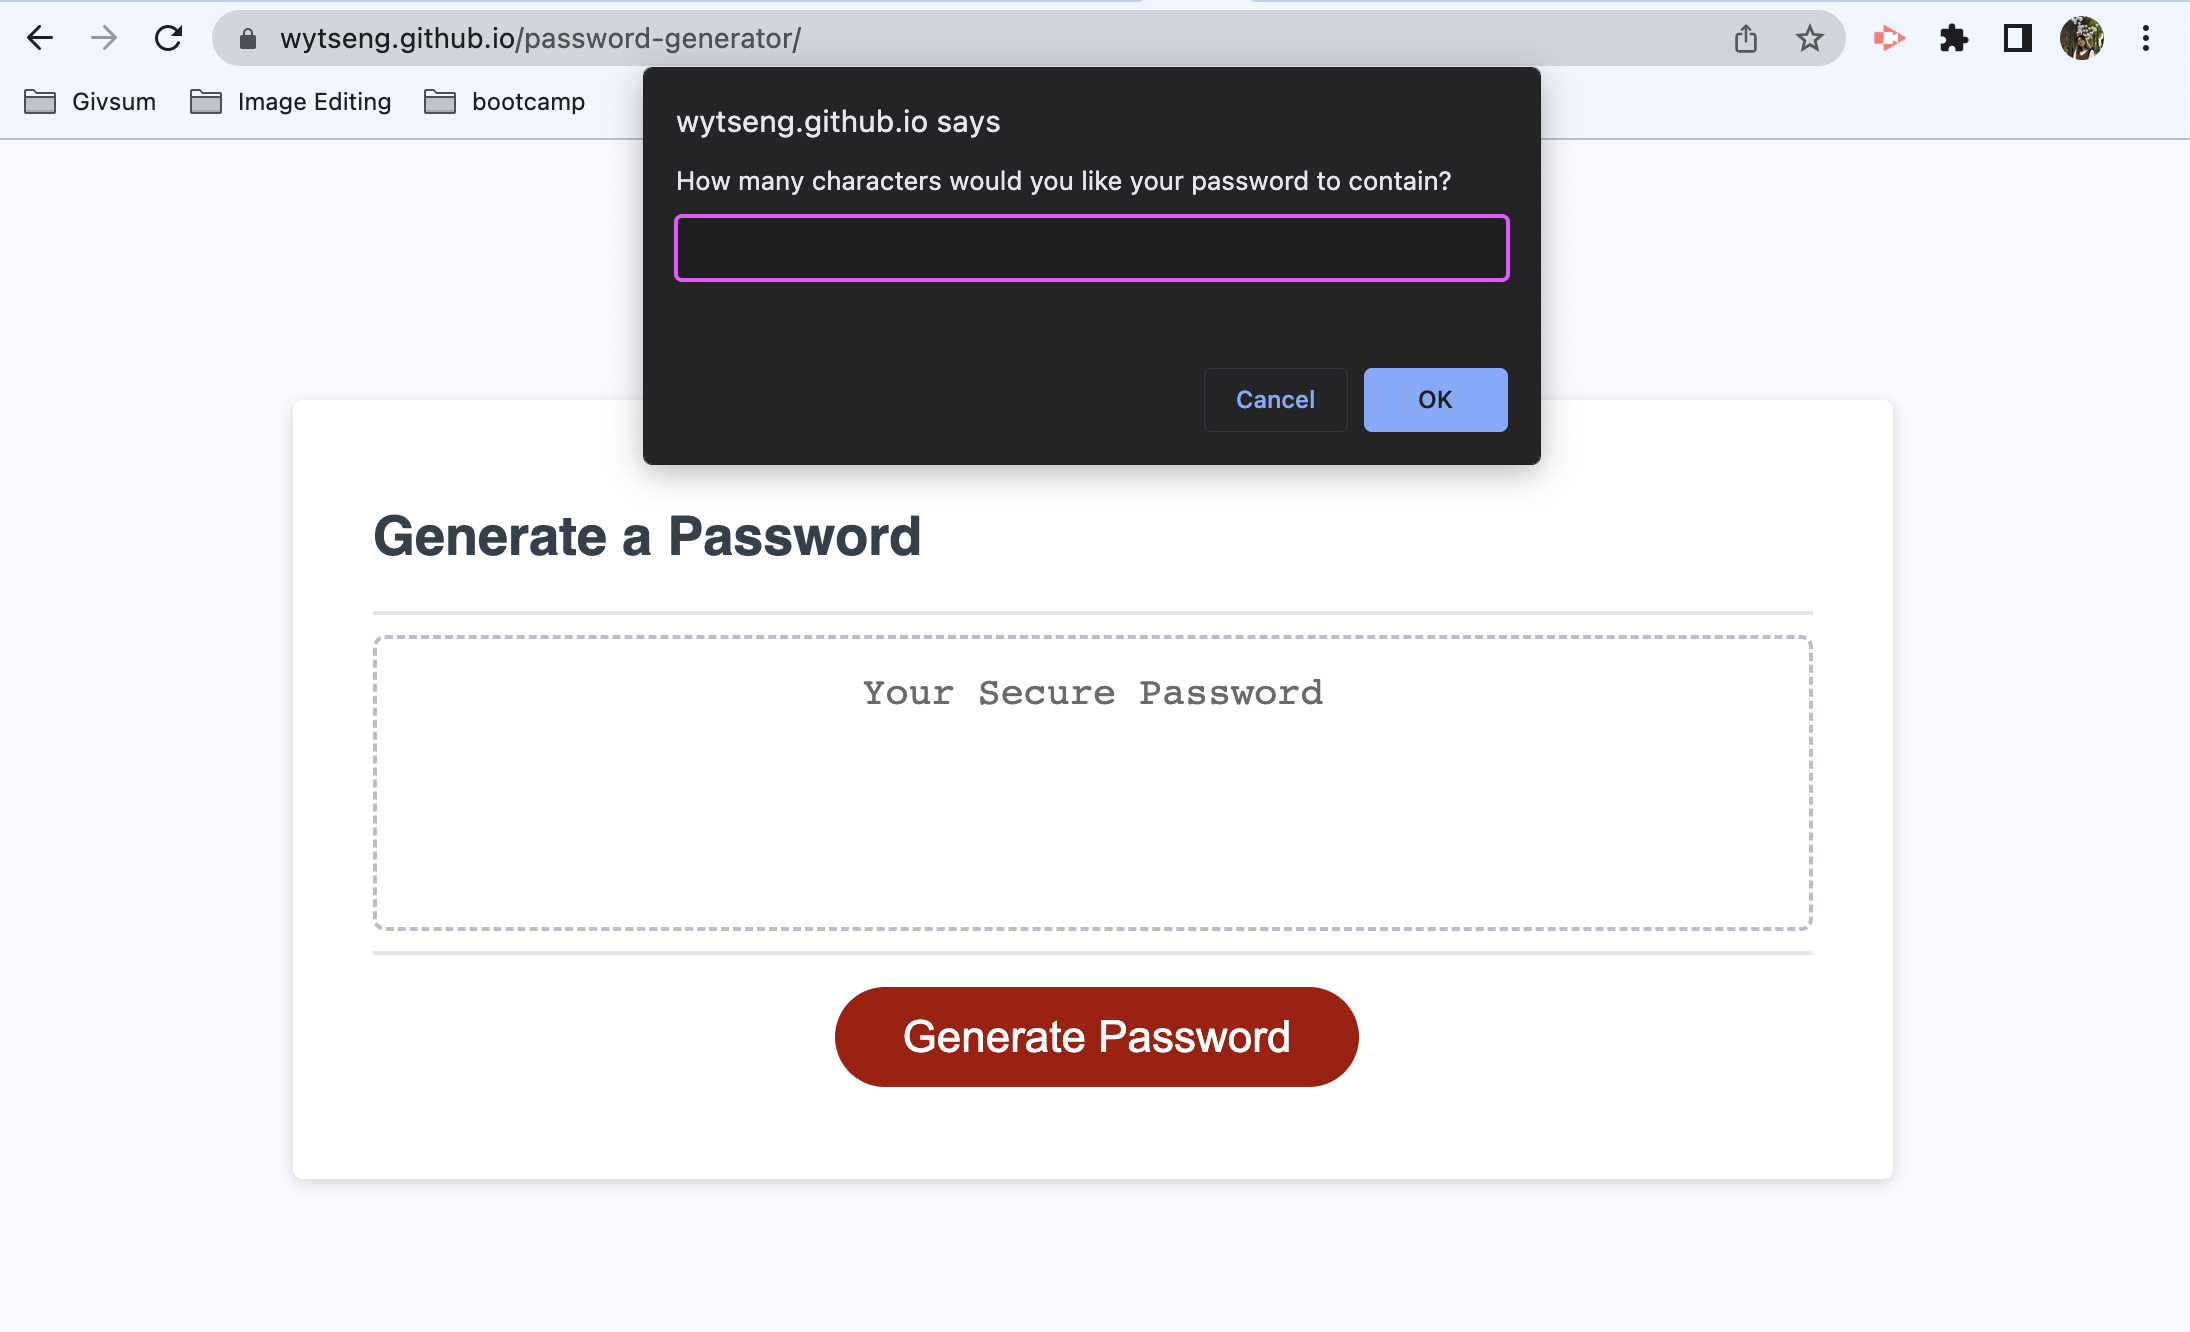 wytseng.github.io/password-generator/
Givsum Image Editing bootcamp
wytseng.github.io says
How many characters would you like your password to contain?
Cancel OK
Generate a Password
Your Secure Password
Generate Password